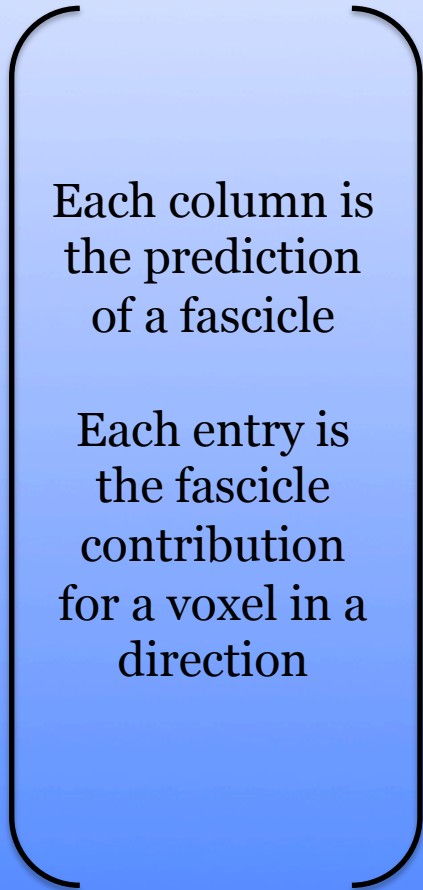 Each column is
the prediction
of a fascicle
Each entry is
the fascicle
contribution
for a voxel in a
direction